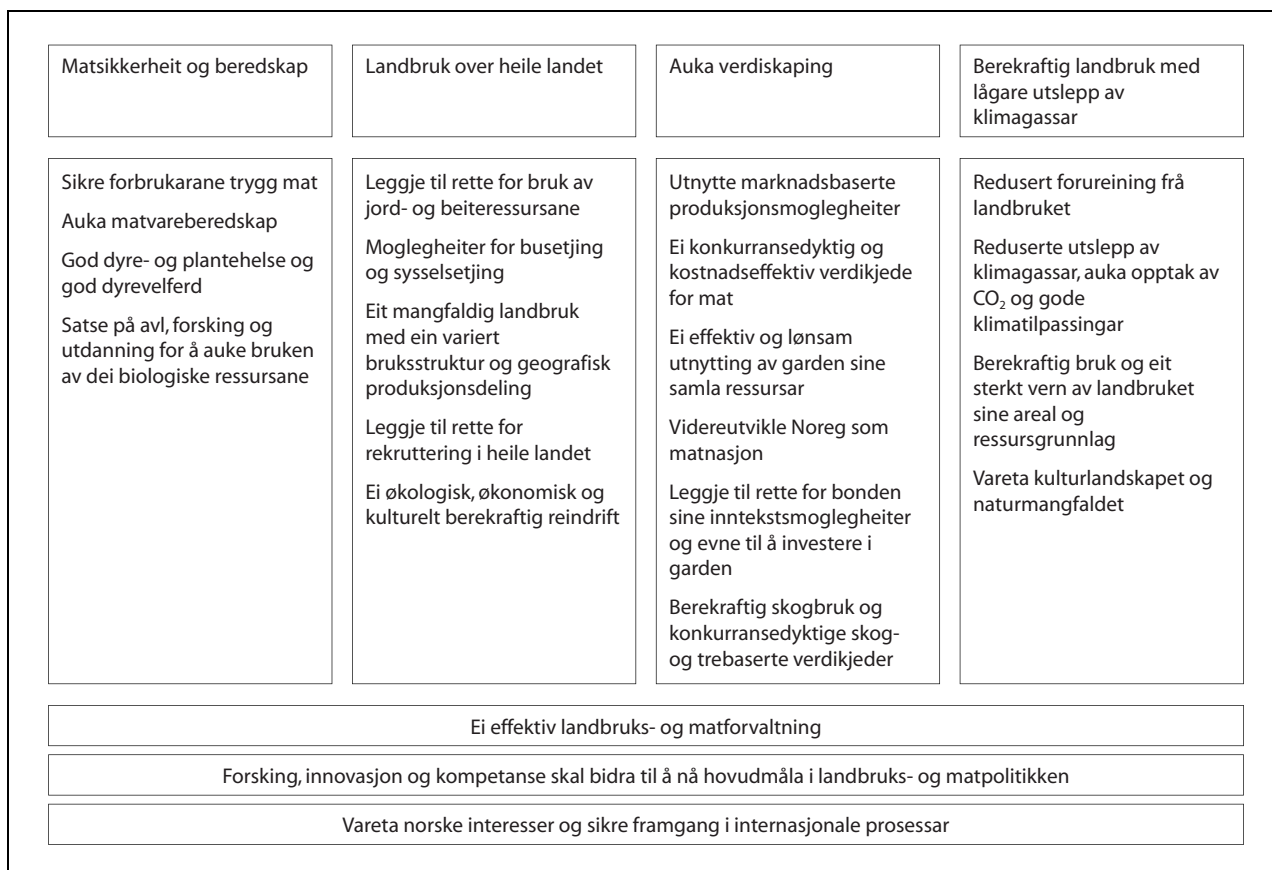 Matsikkerheit og beredskap
Landbruk over heile landet
Auka verdiskaping
Berekraftig landbruk med
lågare utslepp av
klimagassar
Sikre forbrukarane trygg mat
Auka matvareberedskap
God dyre- og plantehelse og
god dyrevelferd
Satse på avl, forsking og
utdanning for å auke bruken
av dei biologiske ressursane
Leggje til rette for bruk av
jord- og beiteressursane
Moglegheiter for busetjing
og sysselsetjing
Eit mangfaldig landbruk
med ein variert
bruksstruktur og geografisk
produksjonsdeling
Leggje til rette for
rekruttering i heile landet
Ei økologisk, økonomisk og
kulturelt berekraftig reindrift
Utnytte marknadsbaserte
produksjonsmoglegheiter
Ei konkurransedyktig og
kostnadseffektiv verdikjede
for mat
Ei effektiv og lønsam
utnytting av garden sine
samla ressursar
Videreutvikle Noreg som
matnasjon
Leggje til rette for bonden
sine inntekstsmoglegheiter
og evne til å investere i
garden
Berekraftig skogbruk og
konkurransedyktige skog-
og trebaserte verdikjeder
Redusert forureining frå
landbruket
Reduserte utslepp av
klimagassar, auka opptak av
CO₂ og gode
klimatilpassingar
Berekraftig bruk og eit
sterkt vern av landbruket
sine areal og
ressursgrunnlag
Vareta kulturlandskapet og
naturmangfaldet
Ei effektiv landbruks- og matforvaltning
Forsking, innovasjon og kompetanse skal bidra til å nå hovudmåla i landbruks- og matpolitikken
Vareta norske interesser og sikre framgang i internasjonale prosessar